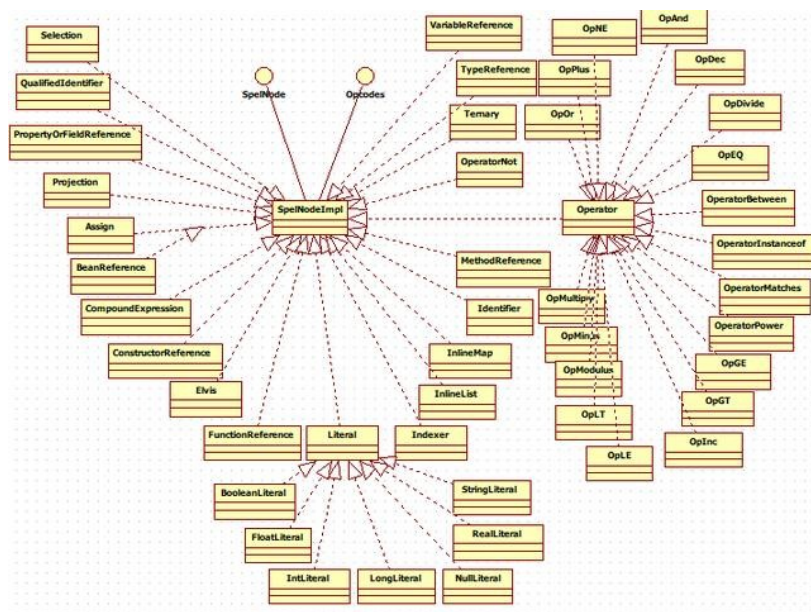 OpAnd
VariableReference
OpNE
Selection
OpDec
TypeReference
OpPlus
QualifiedIdentifier
SpelNode
Opcodes
OpDivide
Ternary
OpOr
PropertyOrFieldReference
OpEQ
OperatorNot
Projection
OperatorBetween
SpelNodeImpl
Operator
Assign
OperatorInstanceof
BeanReference
MethodReference
OperatorMatches
OpMultiply
CompoundExpression
Identifier
OperatorPower
OpMinus
ConstructorReference
InlineMap
OpGE
OpModulus
Elvis
InlineList
OpGT
OpLT
FunctionReference
Literal
Indexer
OpInc
OpLE
BooleanLiteral
StringLiteral
FloatLiteral
RealLiteral
IntLiteral
LongLiteral
NullLiteral